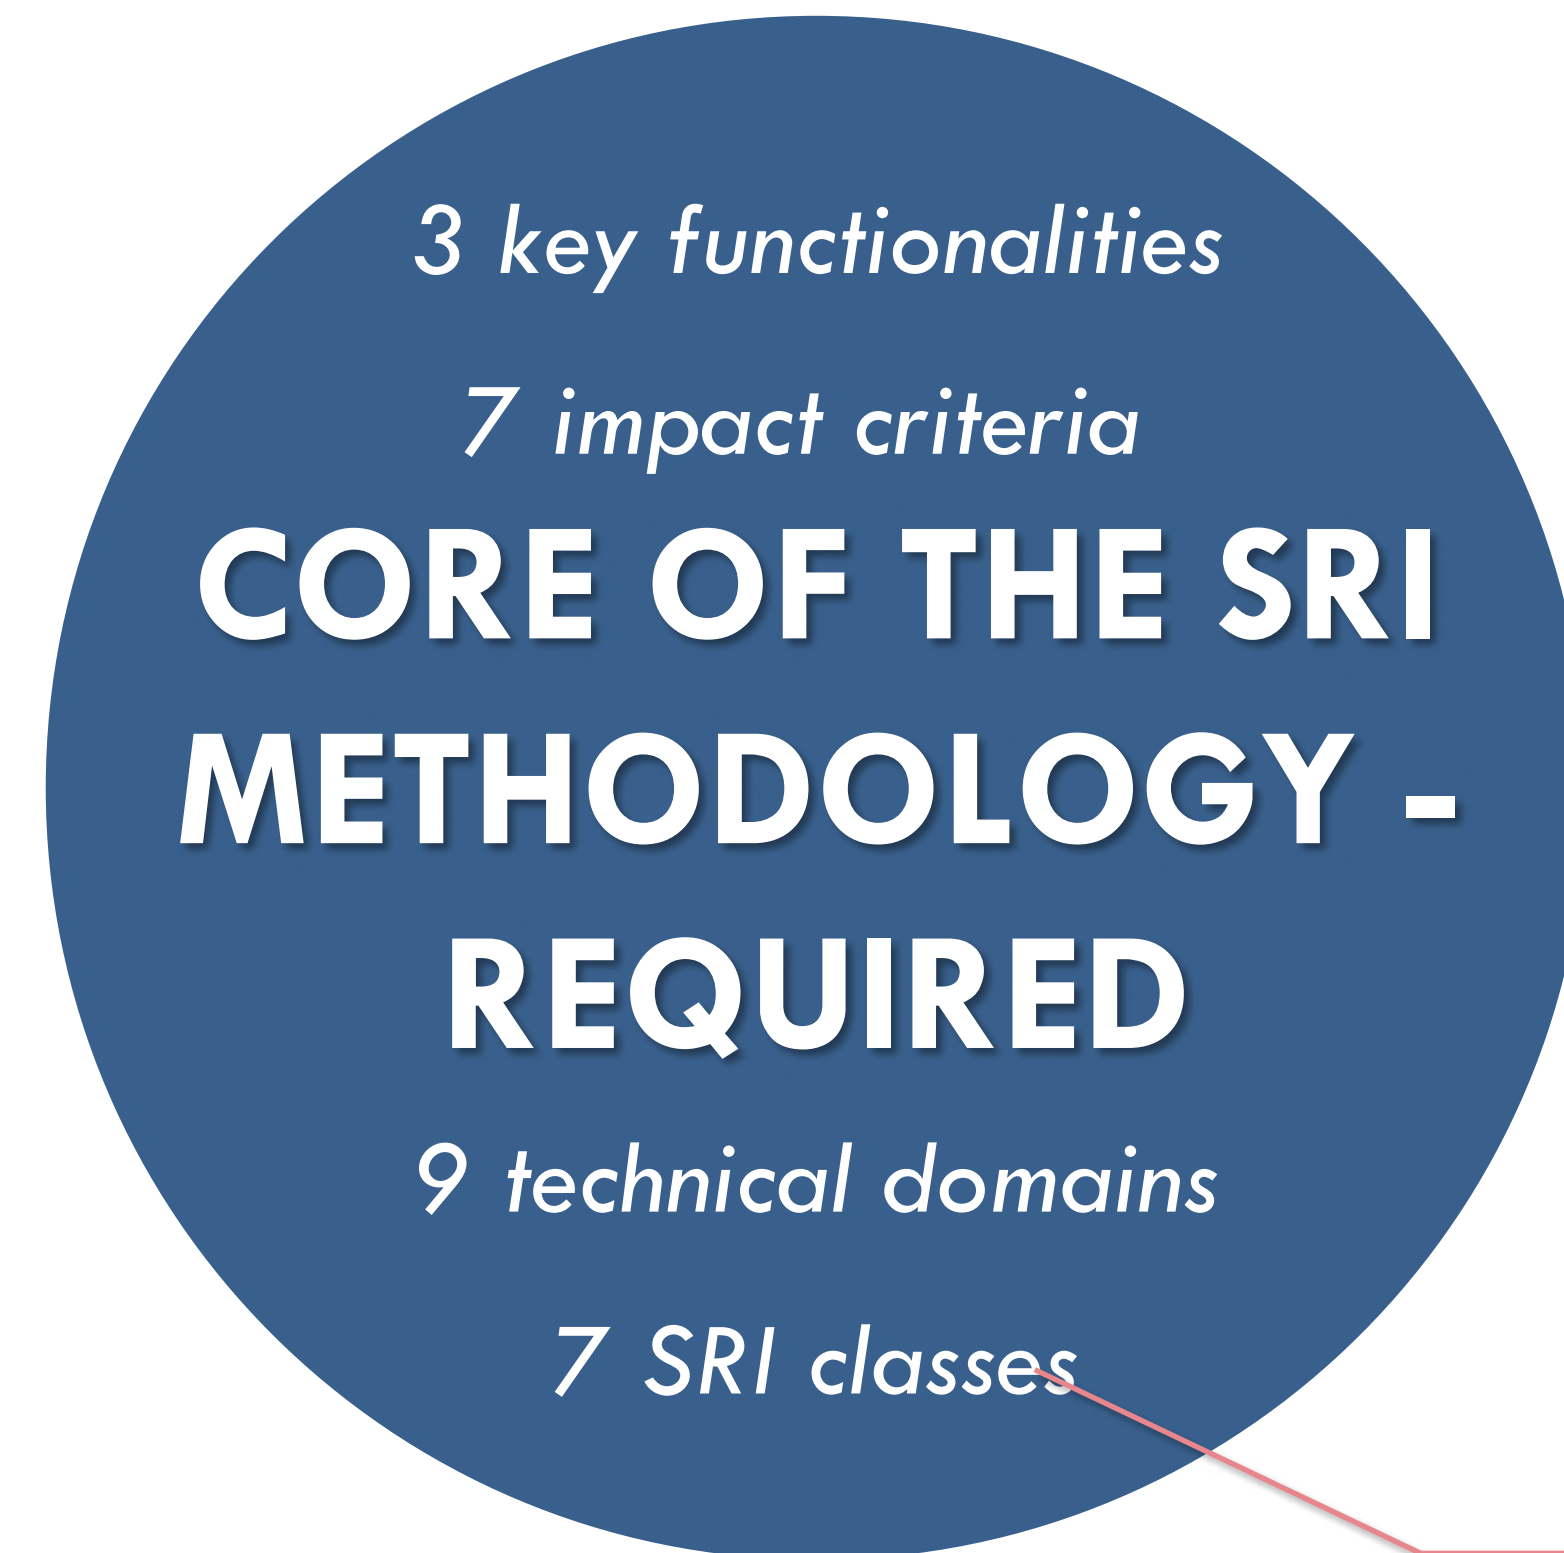 3 key functionalities
7 impact criteria
CORE OF THE SRI
METHODOLOGY -
REQUIRED
9 technical domains
7 SRI classes